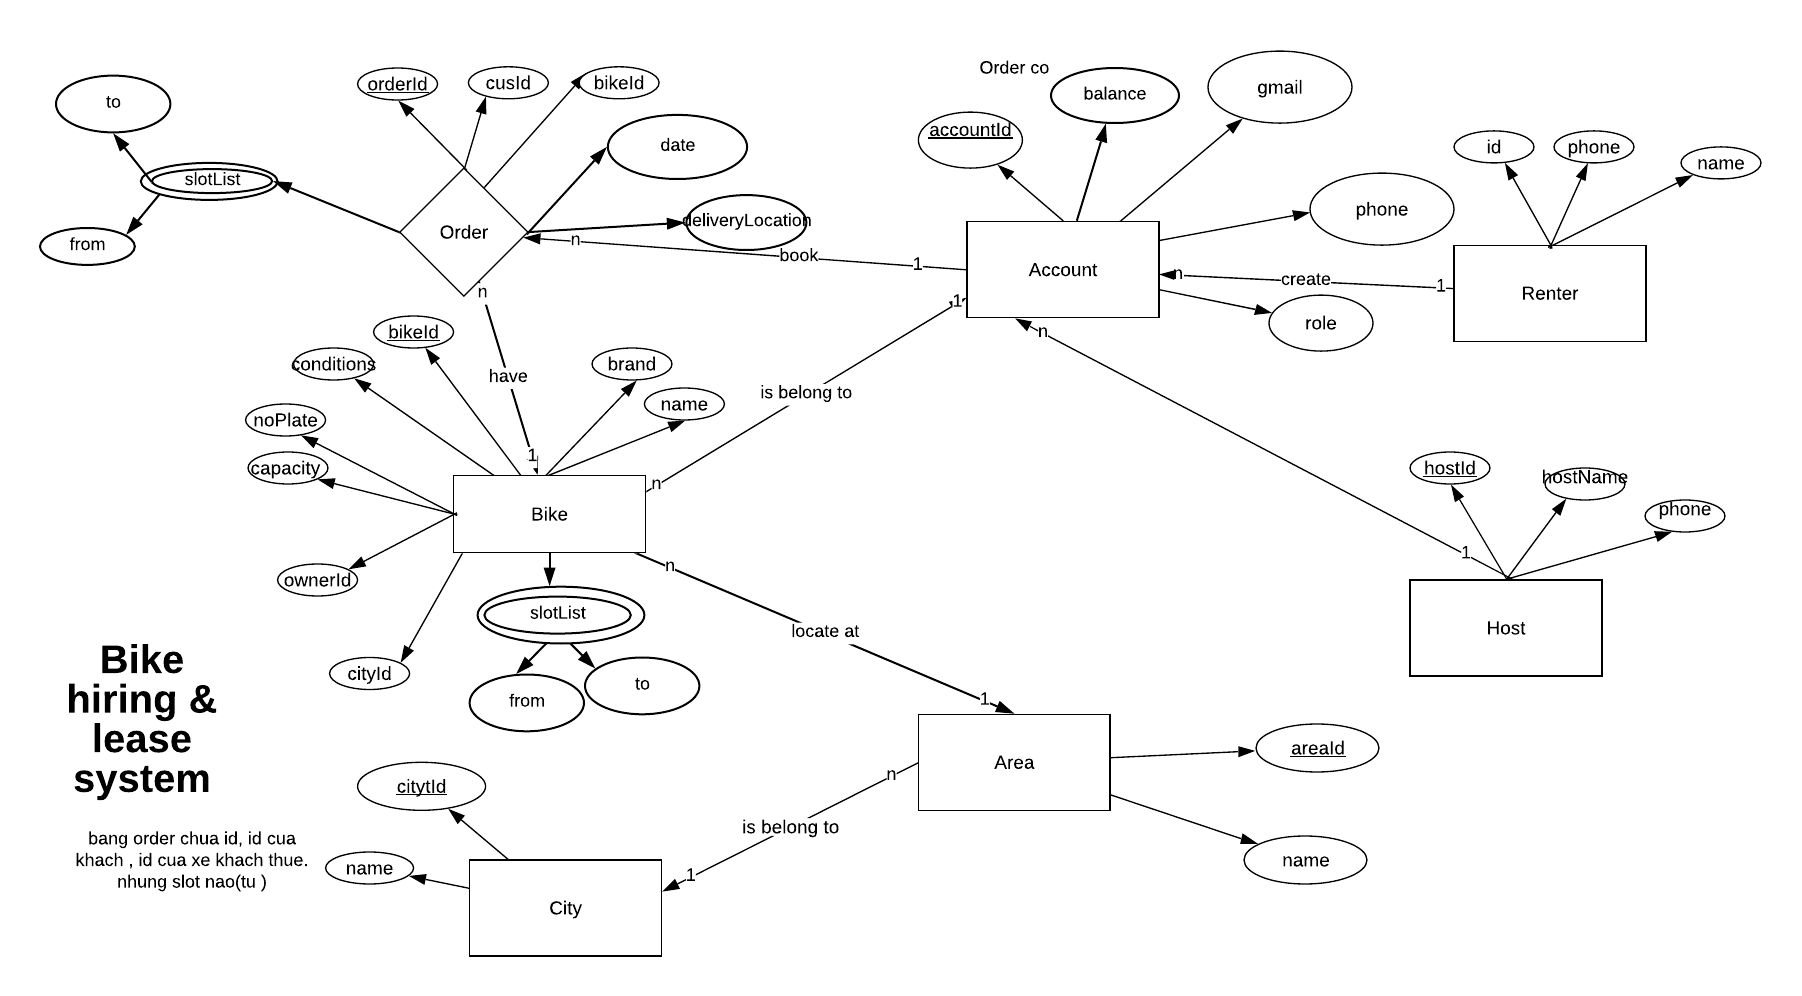 Order co
to
orderId
cusId
bikeId
date
slotList
from
Order
deliveryLocation
n
book
1
n
accountId
balance
gmail
phone
Account
role
n
create
1
id
phone
name
Renter
1
is belong to
n
n
1
bikeId
conditions
have
brand
name
noPlate
capacity
1
Bike
ownerId
cityId
slotList
from
to
n
locate at
1
hostId
hostName
phone
Host
Bike
hiring &
lease
system
bang order chua id, id cua
khach , id cua xe khach thue.
nhung slot nao(tu )
Area
areaId
name
n
is belong to
1
citytId
name
City